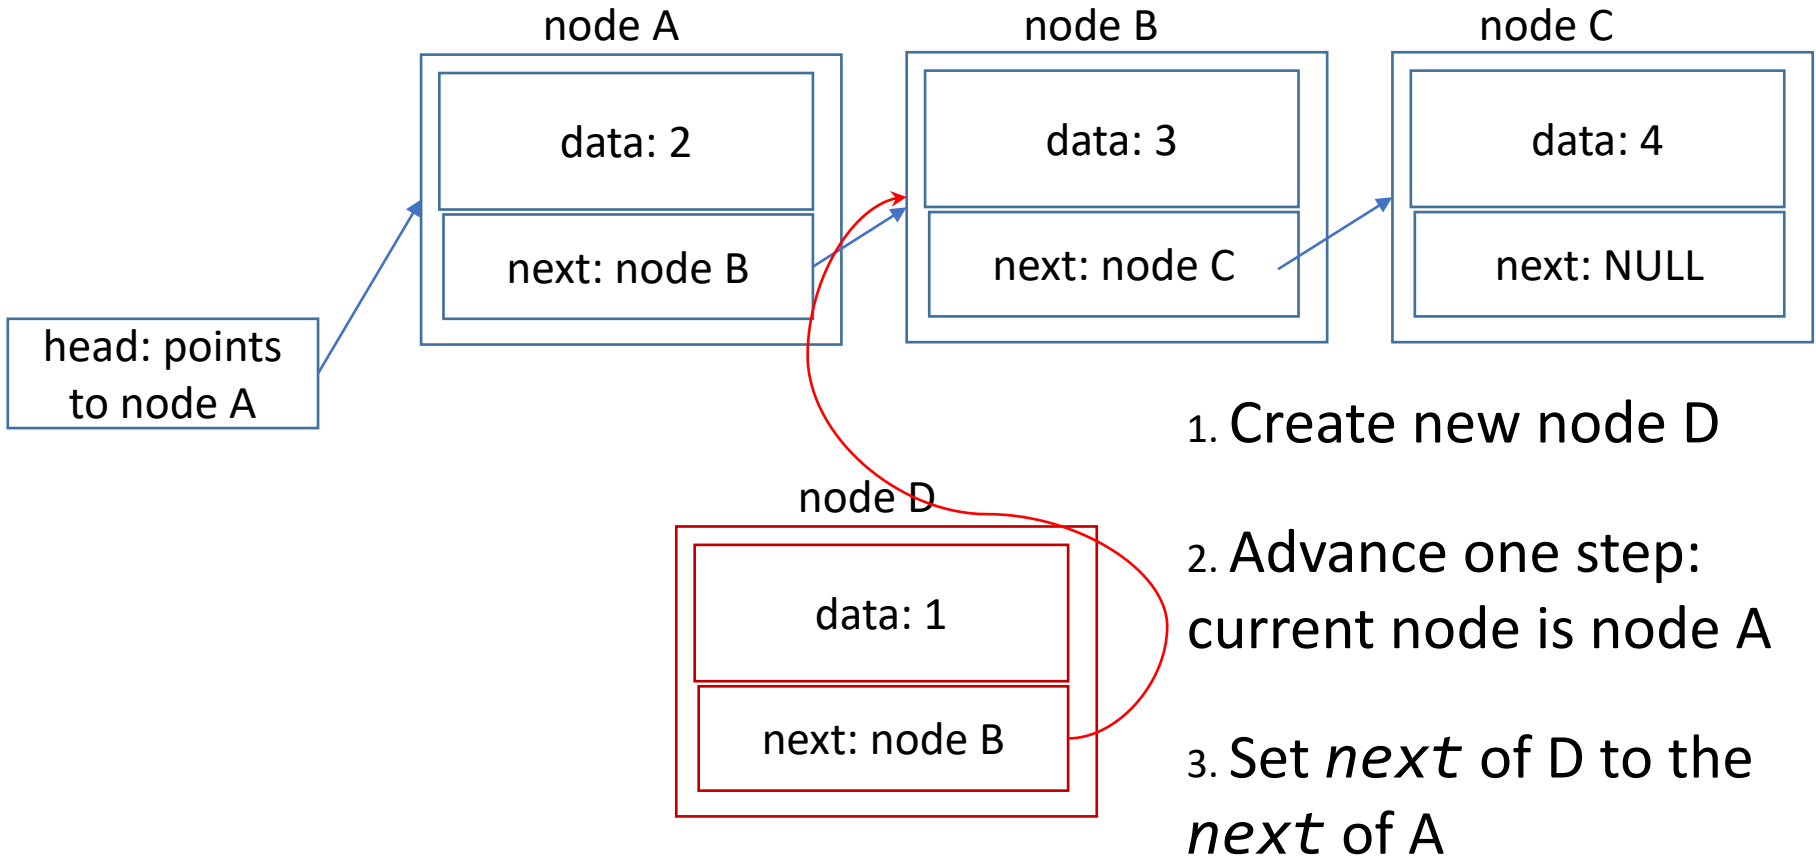 node A
node B
node C
data: 2
data: 3
data: 4
next: node B
next: node C
next: NULL
head: points
to node A
node D
data: 1
next: node B
1. Create new node D
2. Advance one step:
current node is node A
3. Set next of D to the
next of A